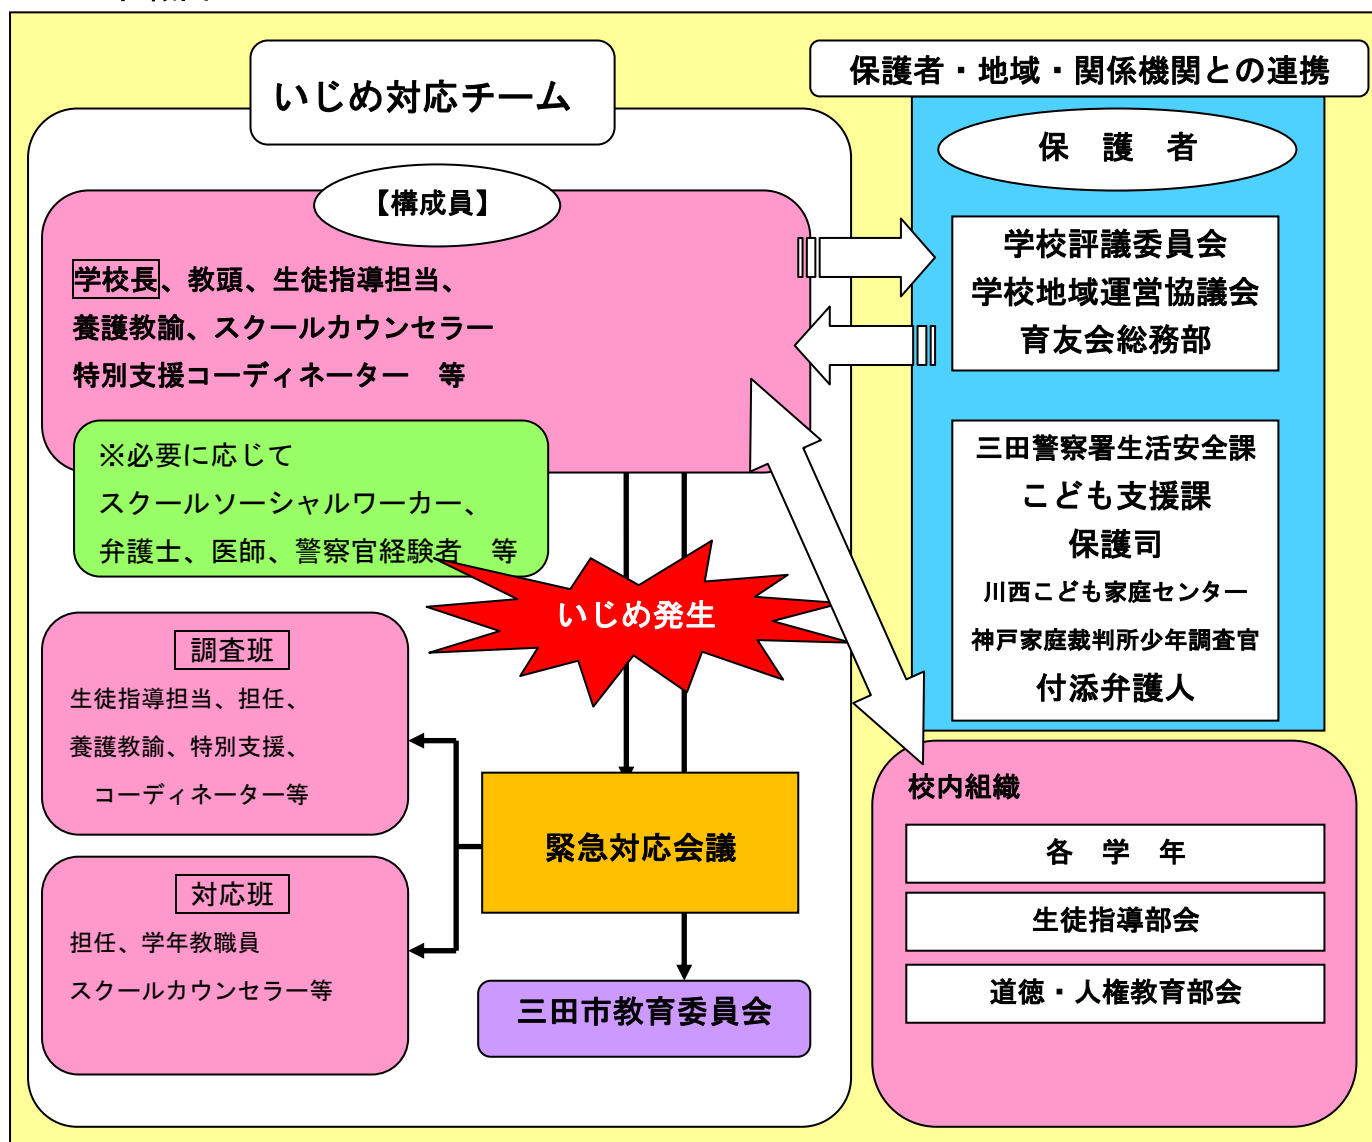 いじめ対応チーム
【構成員】
学校長、教頭、生徒指導担当、
養護教諭、スクールカウンセラー
特別支援コーディネーター　等
※必要に応じて
スクールソーシャルワーカー、
弁護士、医師、警察官経験者　等
いじめ発生
調査班
生徒指導担当、担任、
養護教諭、特別支援、
コーディネーター等
対応班
担任、学年教職員
スクールカウンセラー等
緊急対応会議
三田市教育委員会
保護者・地域・関係機関との連携
保　護　者
学校評議委員会
学校地域運営協議会
育友会総務部
三田警察署生活安全課
こども支援課
保護司
川西こども家庭センター
神戸家庭裁判所少年調査官
付添弁護人
校内組織
各　学　年
生徒指導部会
道徳・人権教育部会